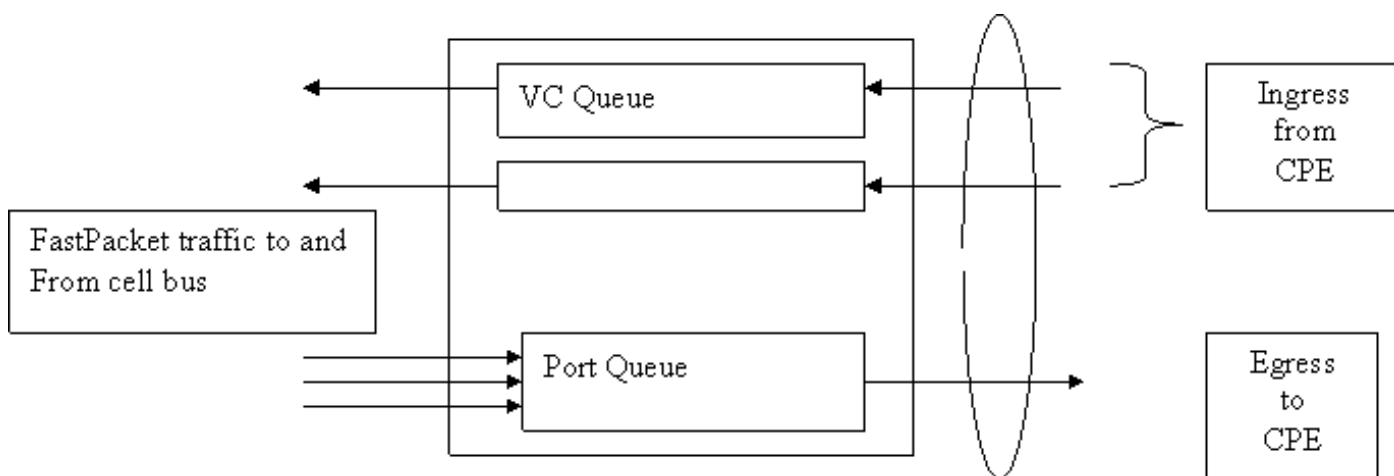 VC Queue
Ingress
from
CPE
FastPacket traffic to and
From cell bus
Port Queue
Egress
to
CPE